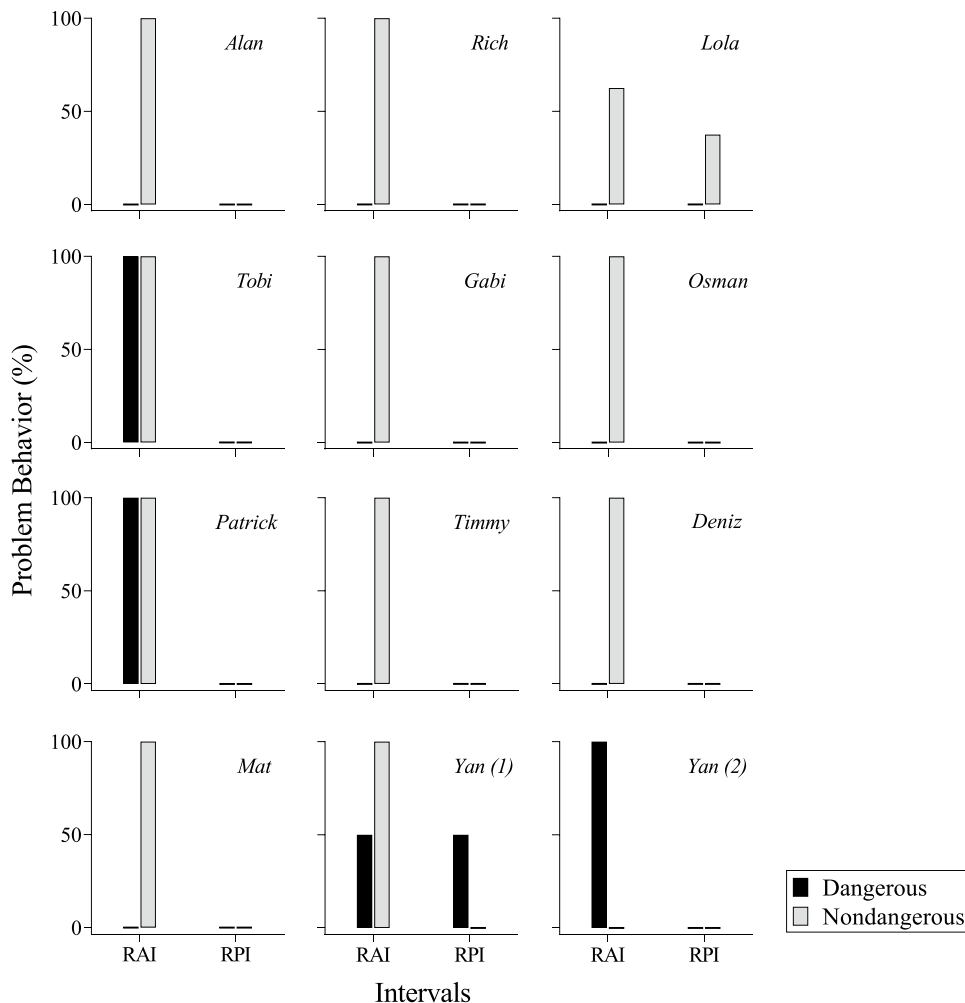 100
50
0
Alan
Rich
Lola
100
50
0
Tobi
Gabi
Osman
100
50
0
Patrick
Timmy
Deniz
100
50
0
Mat
Yan (1)
Yan (2)
RAI RPI RAI RPI RAI RPI
Problem Behavior (%)
Intervals
Dangerous
Nondangerous